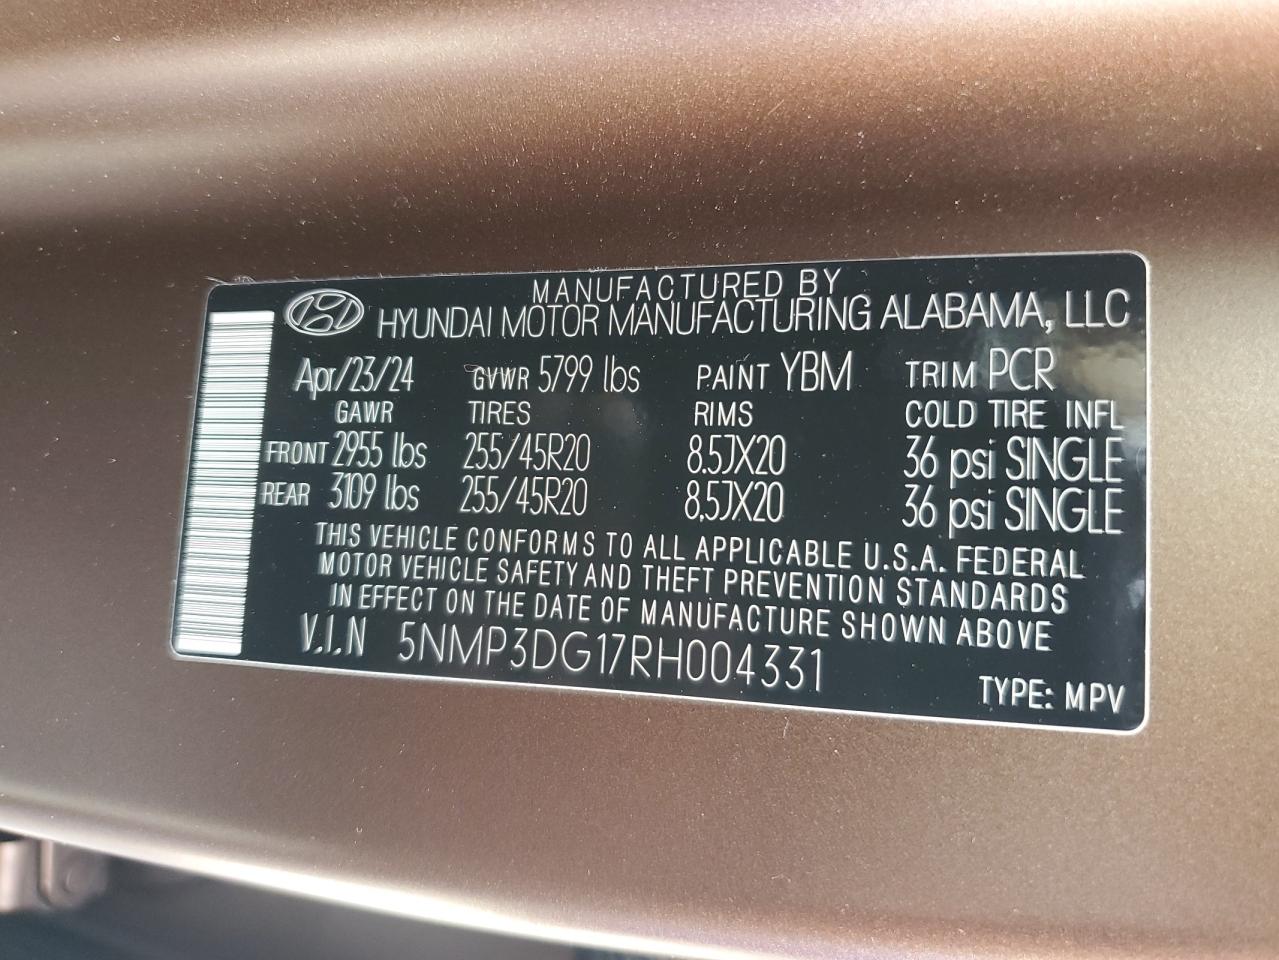 MANUFACTURED BY
HYUNDAI MOTOR MANUFACTURING ALABAMA, LLC
Apr/23/24 GVWR 5799 lbs PAINT YBM TRIM PCR
GAWR TIRES RIMS COLD TIRE INFL
FRONT 2955 lbs 255/45R20 8.5JX20 36 psi SINGLE
REAR 3109 lbs 255/45R20 8.5JX20 36 psi SINGLE
THIS VEHICLE CONFORMS TO ALL APPLICABLE U.S.A. FEDERAL
MOTOR VEHICLE SAFETY AND THEFT PREVENTION STANDARDS
IN EFFECT ON THE DATE OF MANUFACTURE SHOWN ABOVE
V.I.N 5NMP3DG17RH004331
TYPE: MPV